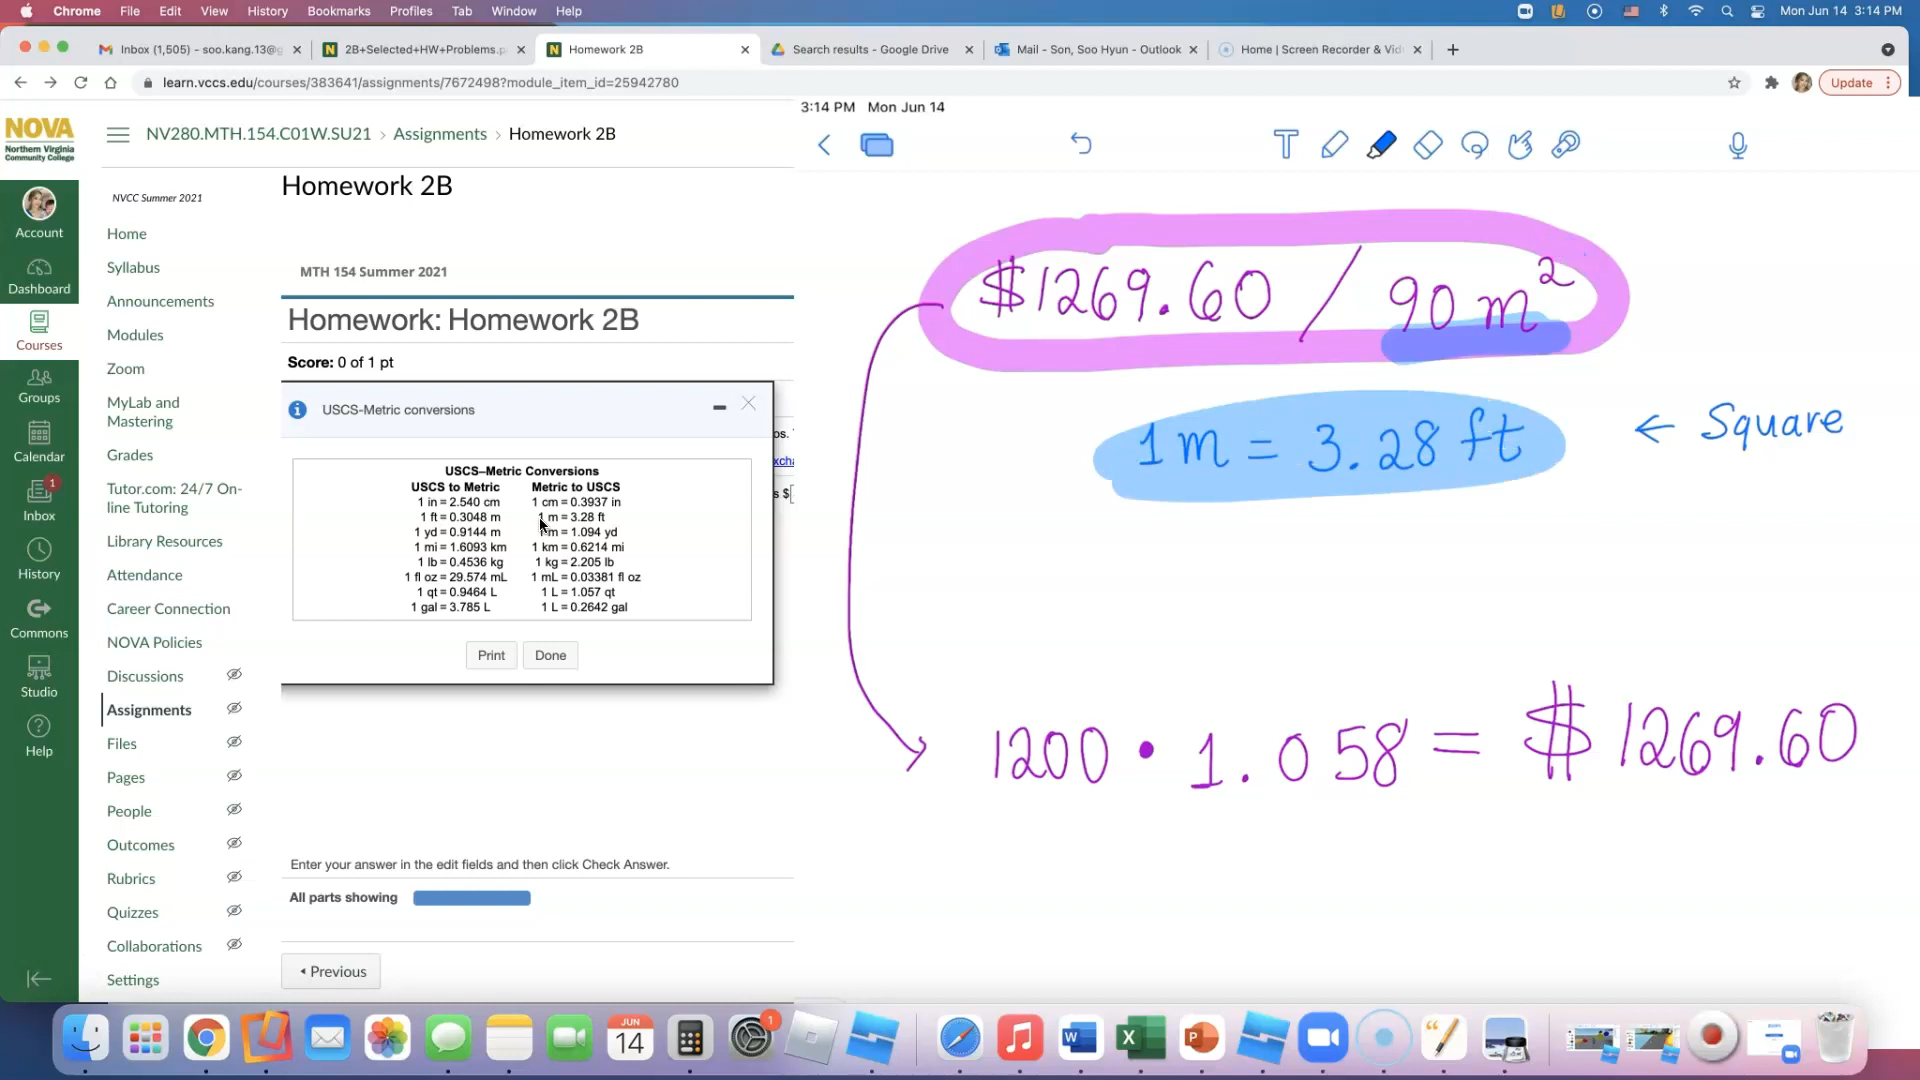 Chrome File Edit View History Bookmarks Profiles Tab Window Help Mon Jun 14 3:14 PM
Inbox (1,505) - soo.kang.13@g 2B+Selected+HW+Problems.p Homework 2B Search results - Google Drive Mail - Son, Soo Hyun - Outlook Home | Screen Recorder & Vid
learn.vccs.edu/courses/383641/assignments/7672498?module_item_id=25942780 Update
3:14 PM Mon Jun 14
NOVA
Northern Virginia
Community College
NV280.MTH.154.C01W.SU21 > Assignments > Homework 2B
Account
Dashboard
Courses
Groups
Calendar
1
Inbox
History
Commons
Studio
Help
NVCC Summer 2021
Home
Syllabus
Announcements
Modules
Zoom
MyLab and
Mastering
Grades
Tutor.com: 24/7 On-
line Tutoring
Library Resources
Attendance
Career Connection
NOVA Policies
Discussions
Assignments
Files
Pages
People
Outcomes
Rubrics
Quizzes
Collaborations
Settings
Homework 2B
MTH 154 Summer 2021
Homework: Homework 2B
Score: 0 of 1 pt
USCS-Metric conversions
os.
xcha
s $
USCS–Metric Conversions
USCS to Metric Metric to USCS
1 in = 2.540 cm 1 cm = 0.3937 in
1 ft = 0.3048 m 1 m = 3.28 ft
1 yd = 0.9144 m 1 m = 1.094 yd
1 mi = 1.6093 km 1 km = 0.6214 mi
1 lb = 0.4536 kg 1 kg = 2.205 lb
1 fl oz = 29.574 mL 1 mL = 0.03381 fl oz
1 qt = 0.9464 L 1 L = 1.057 qt
1 gal = 3.785 L 1 L = 0.2642 gal
Print Done
Enter your answer in the edit fields and then click Check Answer.
All parts showing
Previous
$1269.60 / 90 m²
1 m = 3.28 ft ← Square
1200 • 1.058 = $1269.60
JUN
14
1